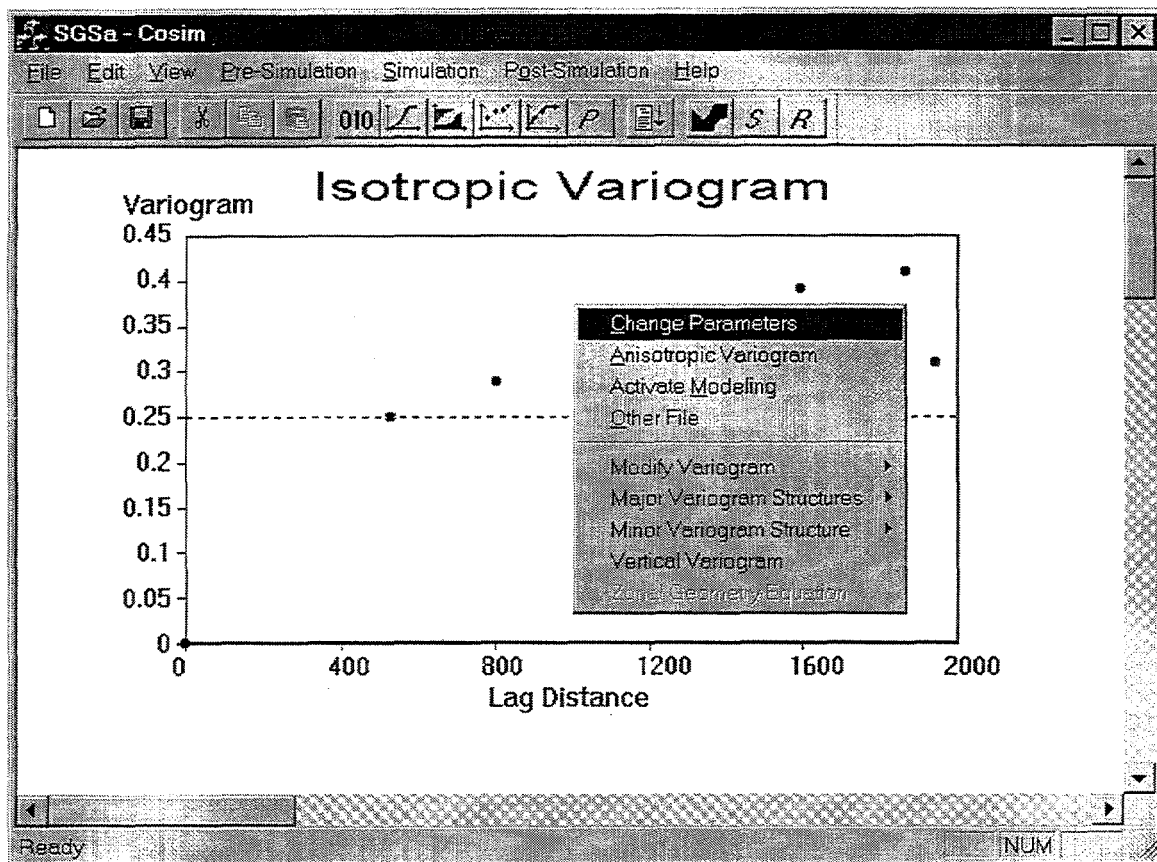 SGSa - Cosim
File Edit View Pre-Simulation Simulation Post-Simulation Help
010 P S R
Isotropic Variogram
Variogram
0.45
0.4
0.35
0.3
0.25
0.2
0.15
0.1
0.05
0
0 400 800 1200 1600 2000
Lag Distance
Change Parameters
Anisotropic Variogram
Activate Modeling
Other File
Modify Variogram
Major Variogram Structures
Minor Variogram Structure
Vertical Variogram
Zonal Geometry Equation
Ready NUM